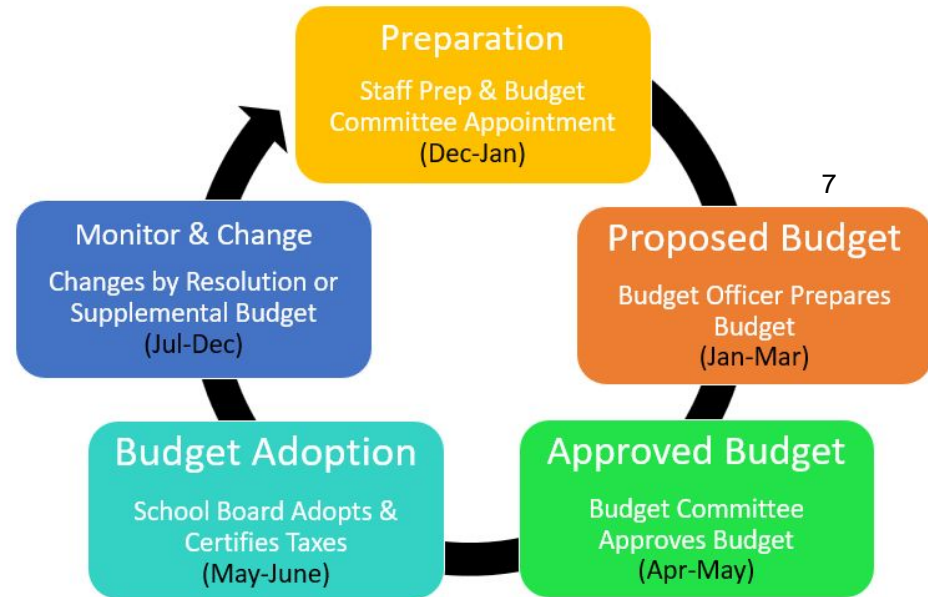 Preparation
Staff Prep & Budget
Committee Appointment
(Dec-Jan)
7
Proposed Budget
Budget Officer Prepares
Budget
(Jan-Mar)
Approved Budget
Budget Committee
Approves Budget
(Apr-May)
Budget Adoption
School Board Adopts &
Certifies Taxes
(May-June)
Monitor & Change
Changes by Resolution or
Supplemental Budget
(Jul-Dec)